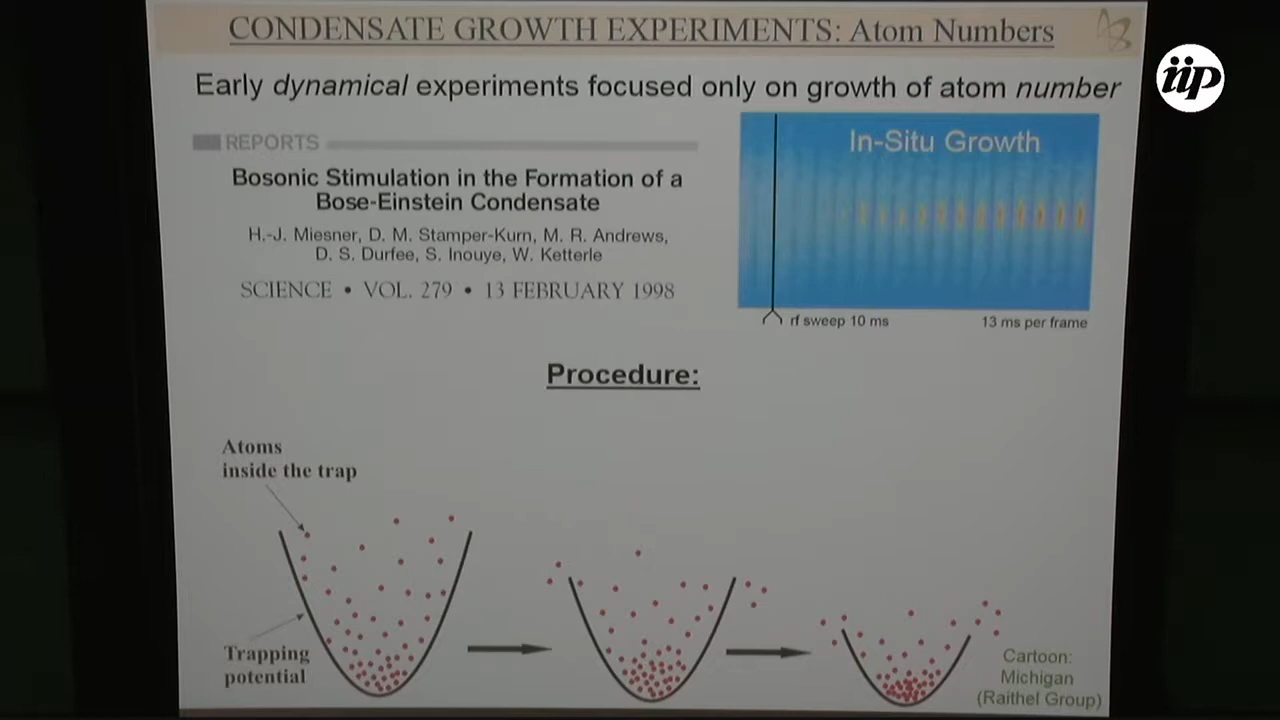 CONDENSATE GROWTH EXPERIMENTS: Atom Numbers
iip
Early dynamical experiments focused only on growth of atom number
REPORTS
Bosonic Stimulation in the Formation of a
Bose-Einstein Condensate
H.-J. Miesner, D. M. Stamper-Kurn, M. R. Andrews,
D. S. Durfee, S. Inouye, W. Ketterle
SCIENCE • VOL. 279 • 13 FEBRUARY 1998
In-Situ Growth
rf sweep 10 ms
13 ms per frame
Procedure:
Atoms
inside the trap
Trapping
potential
Cartoon:
Michigan
(Raithel Group)